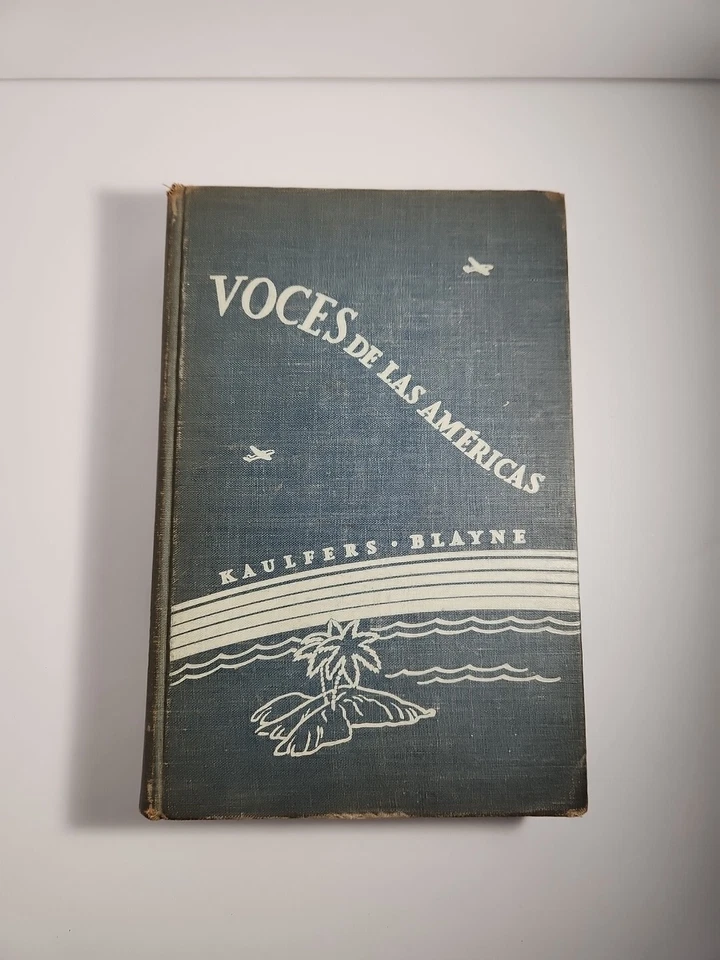 VOCES DE LAS AMÉRICAS
KAULFERS • BLAYNE